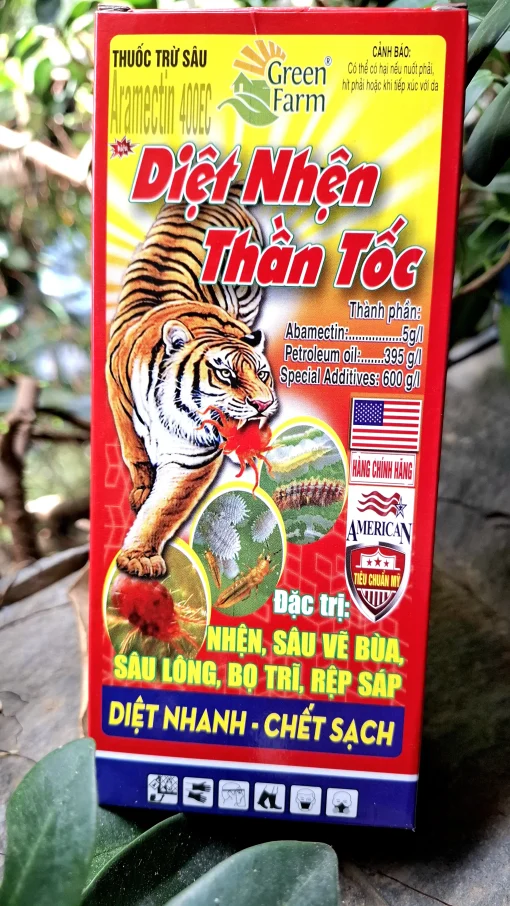 THUỐC TRỪ SÂU
Aramectin 400EC
Green Farm®
CẢNH BÁO:
Có thể có hại nếu nuốt phải,
hít phải hoặc khi tiếp xúc với da
Diệt Nhện
Thần Tốc
Thành phần:
Abamectin:................5g/l
Petroleum oil:.......395 g/l
Special Additives: 600 g/l
HÀNG CHÍNH HÃNG
AMERICAN
TIÊU CHUẨN MỸ
Đặc trị:
NHỆN, SÂU VẼ BÙA,
SÂU LÔNG, BỌ TRĨ, RỆP SÁP
DIỆT NHANH - CHẾT SẠCH